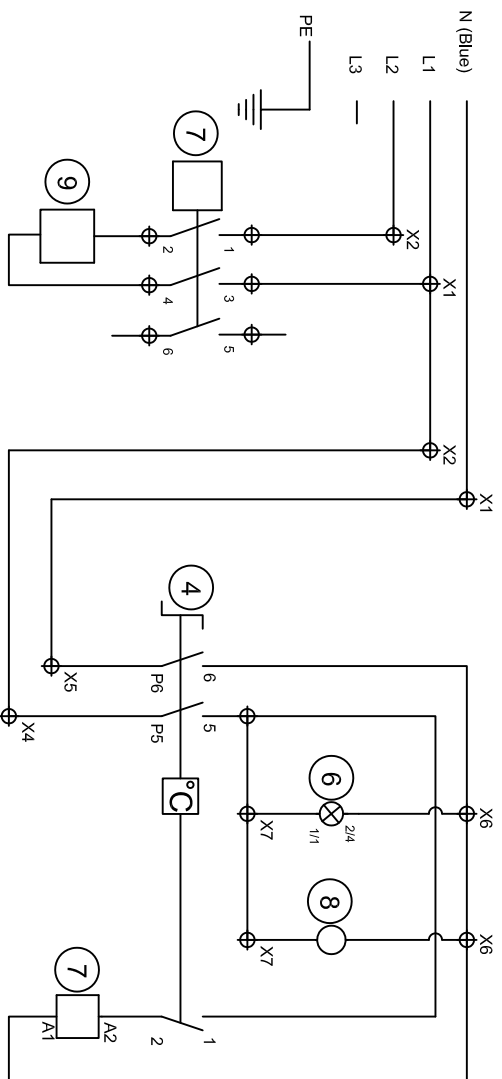 X1 X6 X6
N (Blue)
X1 X2
L1
X2
L2
L3
2/4
6 8
1/1
PE
X7 X7
1 3 5
6 5 1
7 4
°C
2 4 6
P6 P5 2
A2
9 X5 7
A1
X4